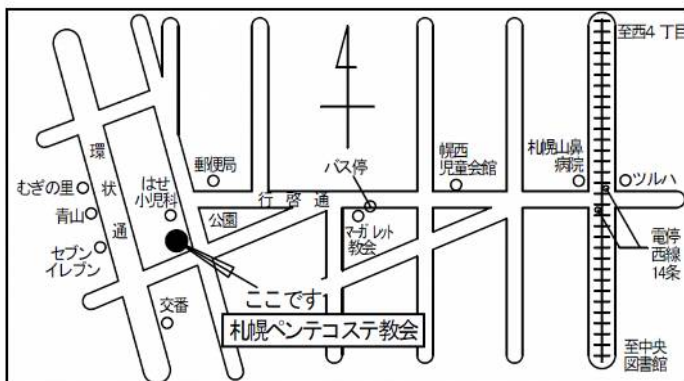 至西4 丁目
環状通
むぎの里
青山
セブン
イレブン
はせ
小児科
郵便局
公園
行啓通
バス停
マーガレット
教会
幌西
児童会館
札幌山鼻
病院
ツルハ
電停
西線
14条
交番
ここです
札幌ペンテコステ教会
至中央
図書館